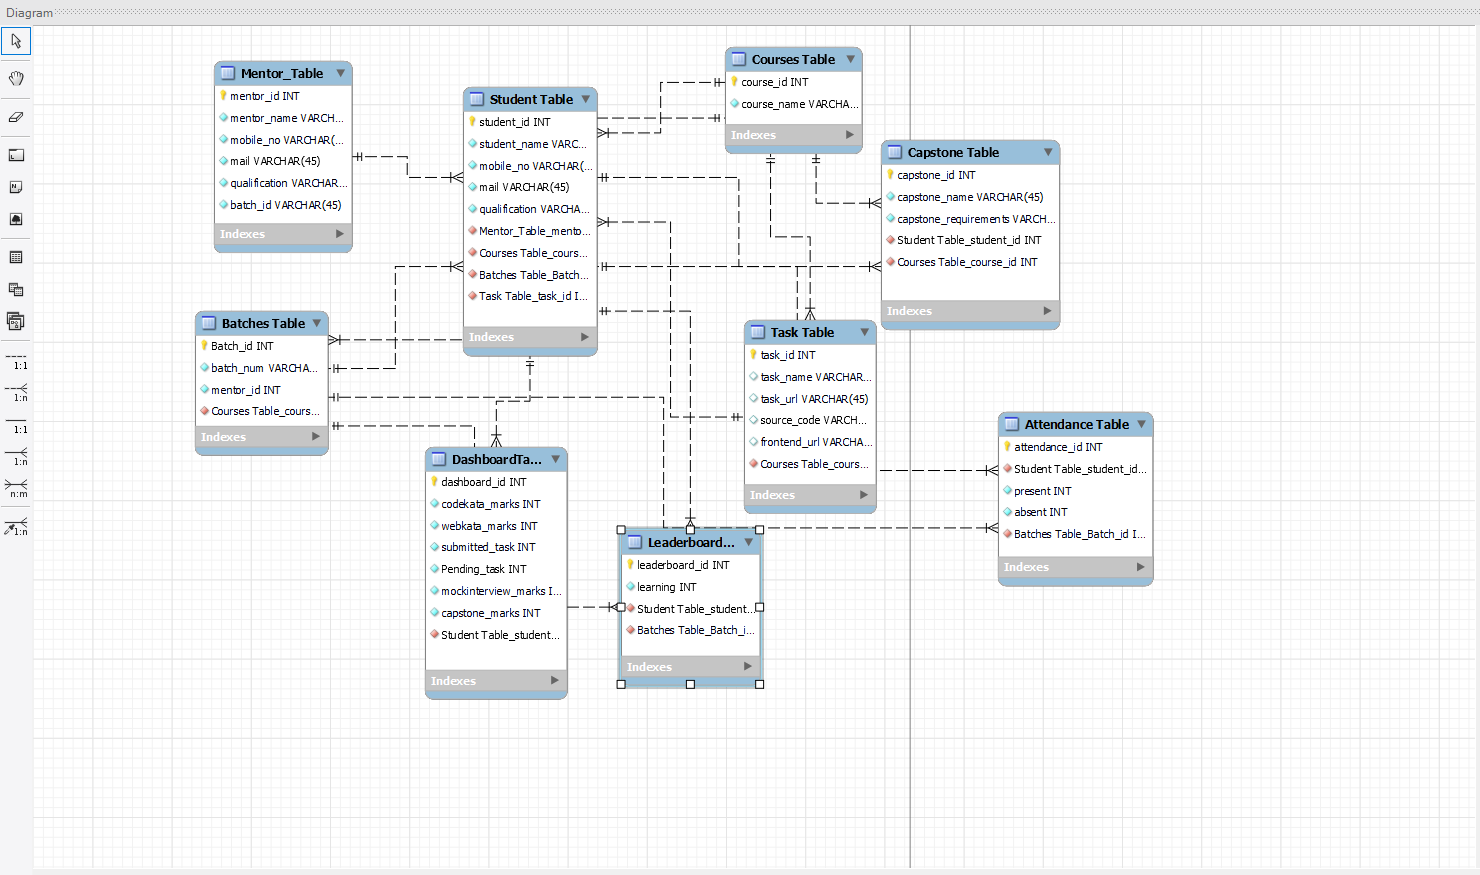 Diagram
1:1
1:n
1:1
1:n
n:m
1:n
Mentor_Table
mentor_id INT
mentor_name VARCH...
mobile_no VARCHAR(...
mail VARCHAR(45)
qualification VARCHAR...
batch_id VARCHAR(45)
Indexes
Student Table
student_id INT
student_name VARC...
mobile_no VARCHAR(...
mail VARCHAR(45)
qualification VARCHA...
Mentor_Table_mento...
Courses Table_cours...
Batches Table_Batch...
Task Table_task_id I...
Indexes
Courses Table
course_id INT
course_name VARCHA...
Indexes
Capstone Table
capstone_id INT
capstone_name VARCHAR(45)
capstone_requirements VARCH...
Student Table_student_id INT
Courses Table_course_id INT
Indexes
Batches Table
Batch_id INT
batch_num VARCHA...
mentor_id INT
Courses Table_cours...
Indexes
Task Table
task_id INT
task_name VARCHAR...
task_url VARCHAR(45)
source_code VARCH...
frontend_url VARCHA...
Courses Table_cours...
Indexes
Attendance Table
attendance_id INT
Student Table_student_id...
present INT
absent INT
Batches Table_Batch_id I...
Indexes
DashboardTa...
dashboard_id INT
codekata_marks INT
webkata_marks INT
submitted_task INT
Pending_task INT
mockinterview_marks I...
capstone_marks INT
Student Table_student...
Indexes
Leaderboard...
leaderboard_id INT
learning INT
Student Table_student...
Batches Table_Batch_i...
Indexes